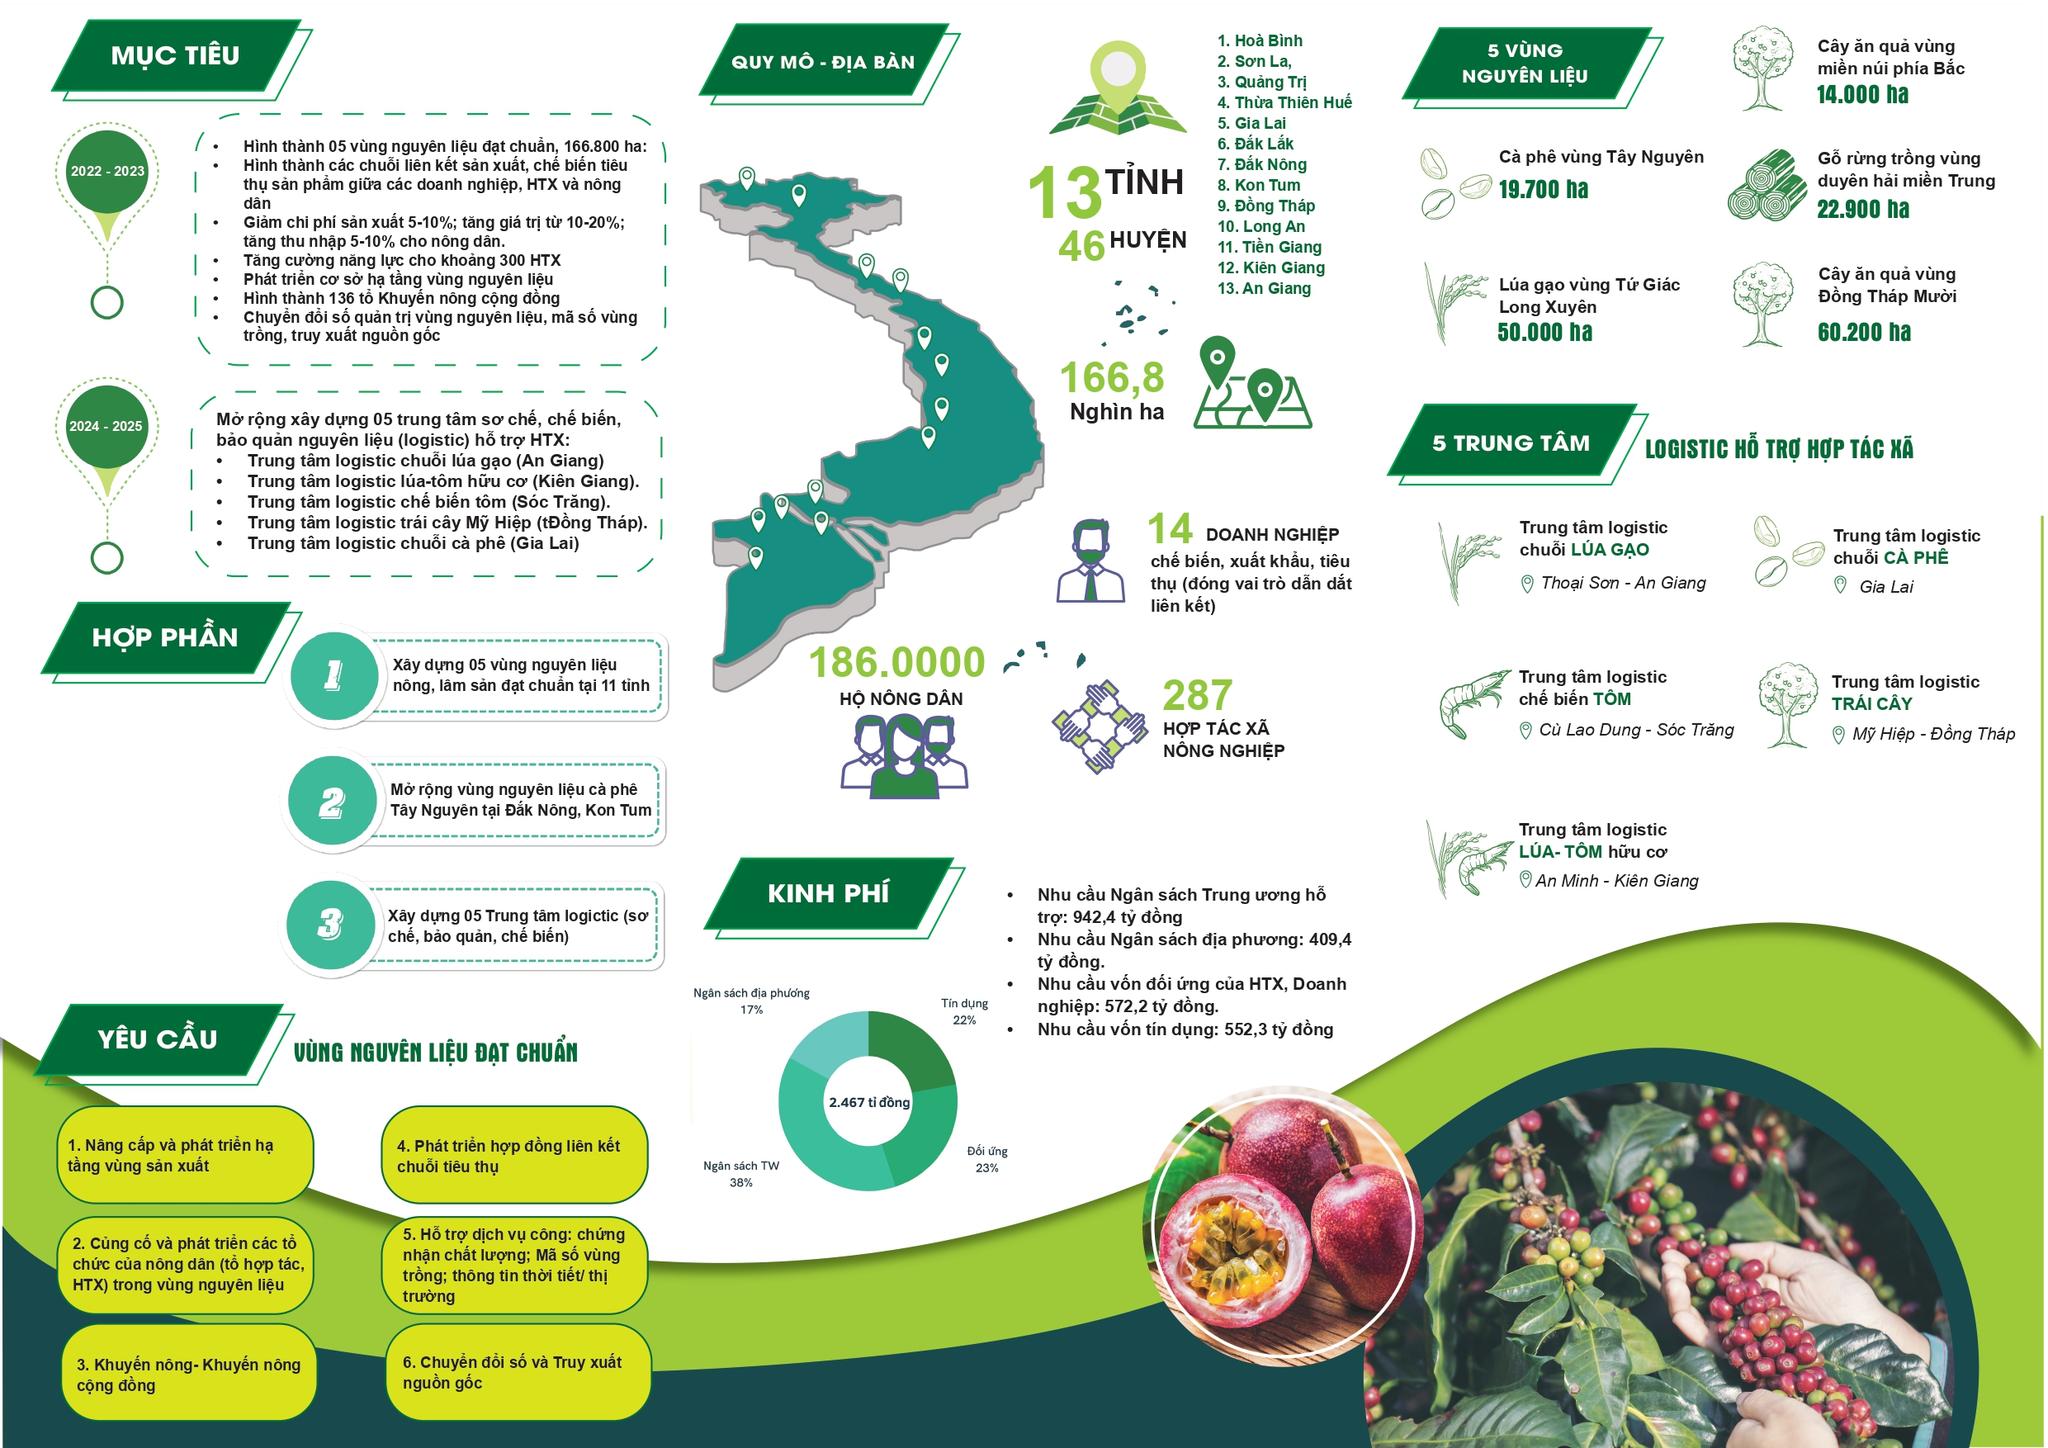 MỤC TIÊU
2022 - 2023
• Hình thành 05 vùng nguyên liệu đạt chuẩn, 166.800 ha:
• Hình thành các chuỗi liên kết sản xuất, chế biến tiêu
thụ sản phẩm giữa các doanh nghiệp, HTX và nông
dân
• Giảm chi phí sản xuất 5-10%; tăng giá trị từ 10-20%;
tăng thu nhập 5-10% cho nông dân.
• Tăng cường năng lực cho khoảng 300 HTX
• Phát triển cơ sở hạ tầng vùng nguyên liệu
• Hình thành 136 tổ Khuyến nông cộng đồng
• Chuyển đổi số quản trị vùng nguyên liệu, mã số vùng
trồng, truy xuất nguồn gốc
2024 - 2025
Mở rộng xây dựng 05 trung tâm sơ chế, chế biến,
bảo quản nguyên liệu (logistic) hỗ trợ HTX:
• Trung tâm logistic chuỗi lúa gạo (An Giang)
• Trung tâm logistic lúa-tôm hữu cơ (Kiên Giang).
• Trung tâm logistic chế biến tôm (Sóc Trăng).
• Trung tâm logistic trái cây Mỹ Hiệp (tĐồng Tháp).
• Trung tâm logistic chuỗi cà phê (Gia Lai)
HỢP PHẦN
1
Xây dựng 05 vùng nguyên liệu
nông, lâm sản đạt chuẩn tại 11 tỉnh
2
Mở rộng vùng nguyên liệu cà phê
Tây Nguyên tại Đắk Nông, Kon Tum
3
Xây dựng 05 Trung tâm logictic (sơ
chế, bảo quản, chế biến)
YÊU CẦU
VÙNG NGUYÊN LIỆU ĐẠT CHUẨN
1. Nâng cấp và phát triển hạ
tầng vùng sản xuất
2. Củng cố và phát triển các tổ
chức của nông dân (tổ hợp tác,
HTX) trong vùng nguyên liệu
3. Khuyến nông- Khuyến nông
cộng đồng
4. Phát triển hợp đồng liên kết
chuỗi tiêu thụ
5. Hỗ trợ dịch vụ công: chứng
nhận chất lượng; Mã số vùng
trồng; thông tin thời tiết/ thị
trường
6. Chuyển đổi số và Truy xuất
nguồn gốc
QUY MÔ - ĐỊA BÀN
13 TỈNH
46 HUYỆN
1. Hoà Bình
2. Sơn La,
3. Quảng Trị
4. Thừa Thiên Huế
5. Gia Lai
6. Đắk Lắk
7. Đắk Nông
8. Kon Tum
9. Đồng Tháp
10. Long An
11. Tiền Giang
12. Kiên Giang
13. An Giang
166,8
Nghìn ha
14 DOANH NGHIỆP
chế biến, xuất khẩu, tiêu
thụ (đóng vai trò dẫn dắt
liên kết)
186.0000
HỘ NÔNG DÂN
287
HỢP TÁC XÃ
NÔNG NGHIỆP
KINH PHÍ
• Nhu cầu Ngân sách Trung ương hỗ
trợ: 942,4 tỷ đồng
• Nhu cầu Ngân sách địa phương: 409,4
tỷ đồng.
• Nhu cầu vốn đối ứng của HTX, Doanh
nghiệp: 572,2 tỷ đồng.
• Nhu cầu vốn tín dụng: 552,3 tỷ đồng
Ngân sách địa phương
17%
Tín dụng
22%
2.467 tỉ đồng
Ngân sách TW
38%
Đối ứng
23%
5 VÙNG
NGUYÊN LIỆU
Cây ăn quả vùng
miền núi phía Bắc
14.000 ha
Cà phê vùng Tây Nguyên
19.700 ha
Gỗ rừng trồng vùng
duyên hải miền Trung
22.900 ha
Lúa gạo vùng Tứ Giác
Long Xuyên
50.000 ha
Cây ăn quả vùng
Đồng Tháp Mười
60.200 ha
5 TRUNG TÂM
LOGISTIC HỖ TRỢ HỢP TÁC XÃ
Trung tâm logistic
chuỗi LÚA GẠO
Thoại Sơn - An Giang
Trung tâm logistic
chuỗi CÀ PHÊ
Gia Lai
Trung tâm logistic
chế biến TÔM
Cù Lao Dung - Sóc Trăng
Trung tâm logistic
TRÁI CÂY
Mỹ Hiệp - Đồng Tháp
Trung tâm logistic
LÚA- TÔM hữu cơ
An Minh - Kiên Giang